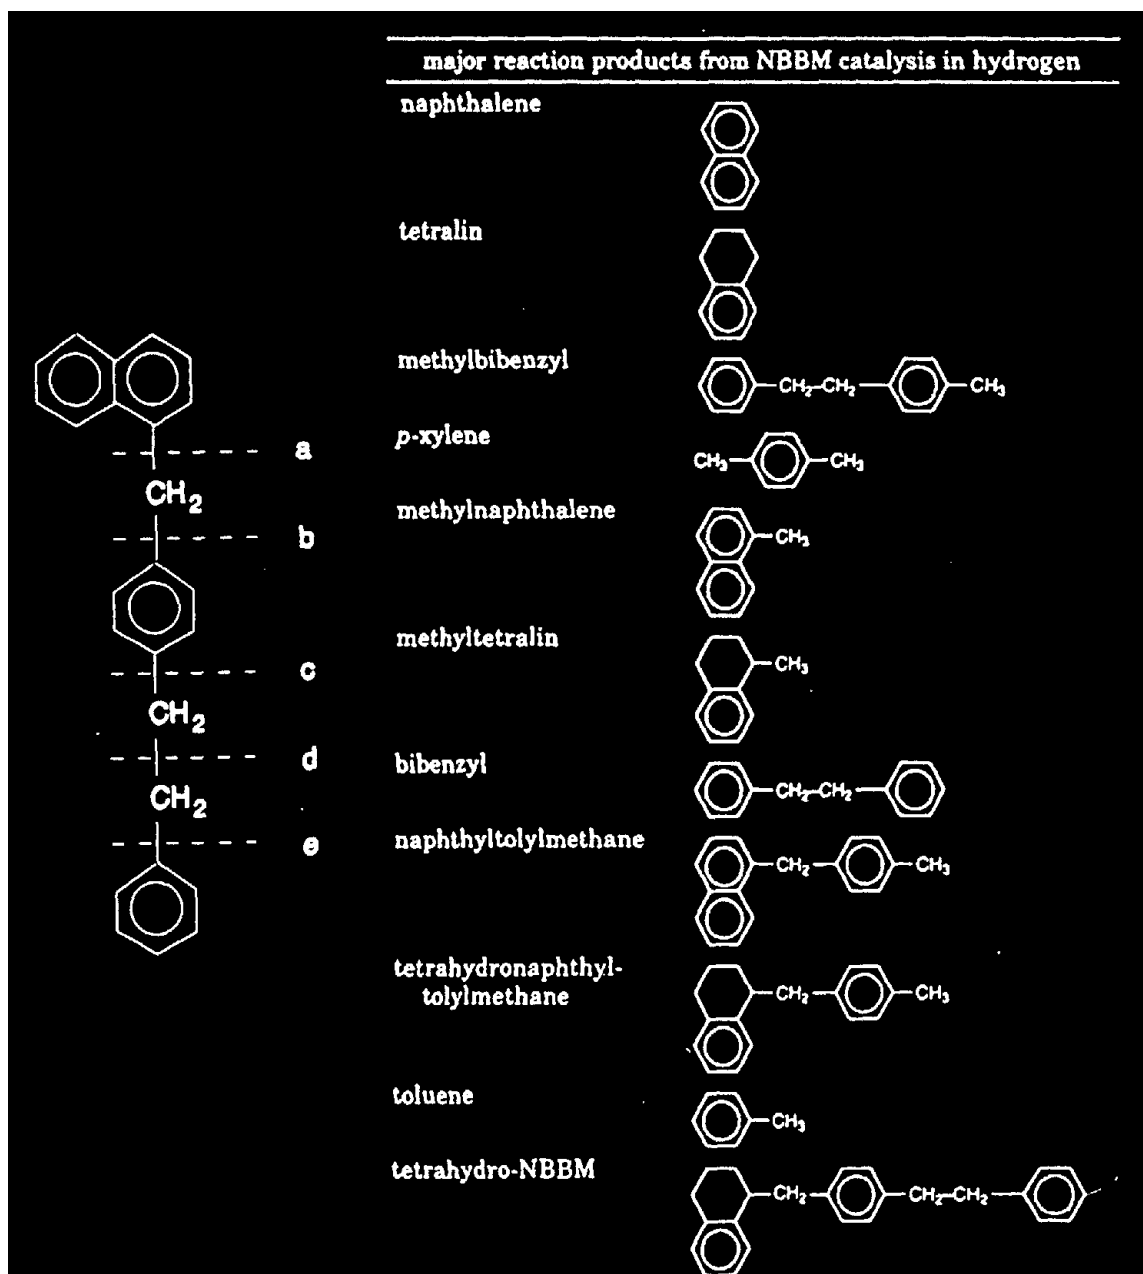 major reaction products from NBBM catalysis in hydrogen
naphthalene
tetralin
methylbibenzyl
CH₂–CH₂ CH₃
p-xylene
CH₃ CH₃
methylnaphthalene
CH₃
methyltetralin
CH₃
bibenzyl
CH₂–CH₂
naphthyltolylmethane
CH₂ CH₃
tetrahydronaphthyl-
tolylmethane
CH₂ CH₃
toluene
CH₃
tetrahydro-NBBM
CH₂ CH₂–CH₂
a
CH₂
b
c
CH₂
d
CH₂
e